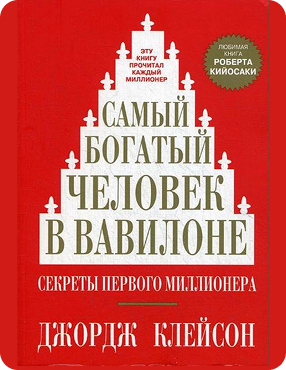 ЭТУ
КНИГУ
ПРОЧИТАЛ
КАЖДЫЙ
МИЛЛИОНЕР
ЛЮБИМАЯ
КНИГА
РОБЕРТА
КИЙОСАКИ
САМЫЙ
БОГАТЫЙ
ЧЕЛОВЕК
В ВАВИЛОНЕ
СЕКРЕТЫ ПЕРВОГО МИЛЛИОНЕРА
ДЖОРДЖ КЛЕЙСОН